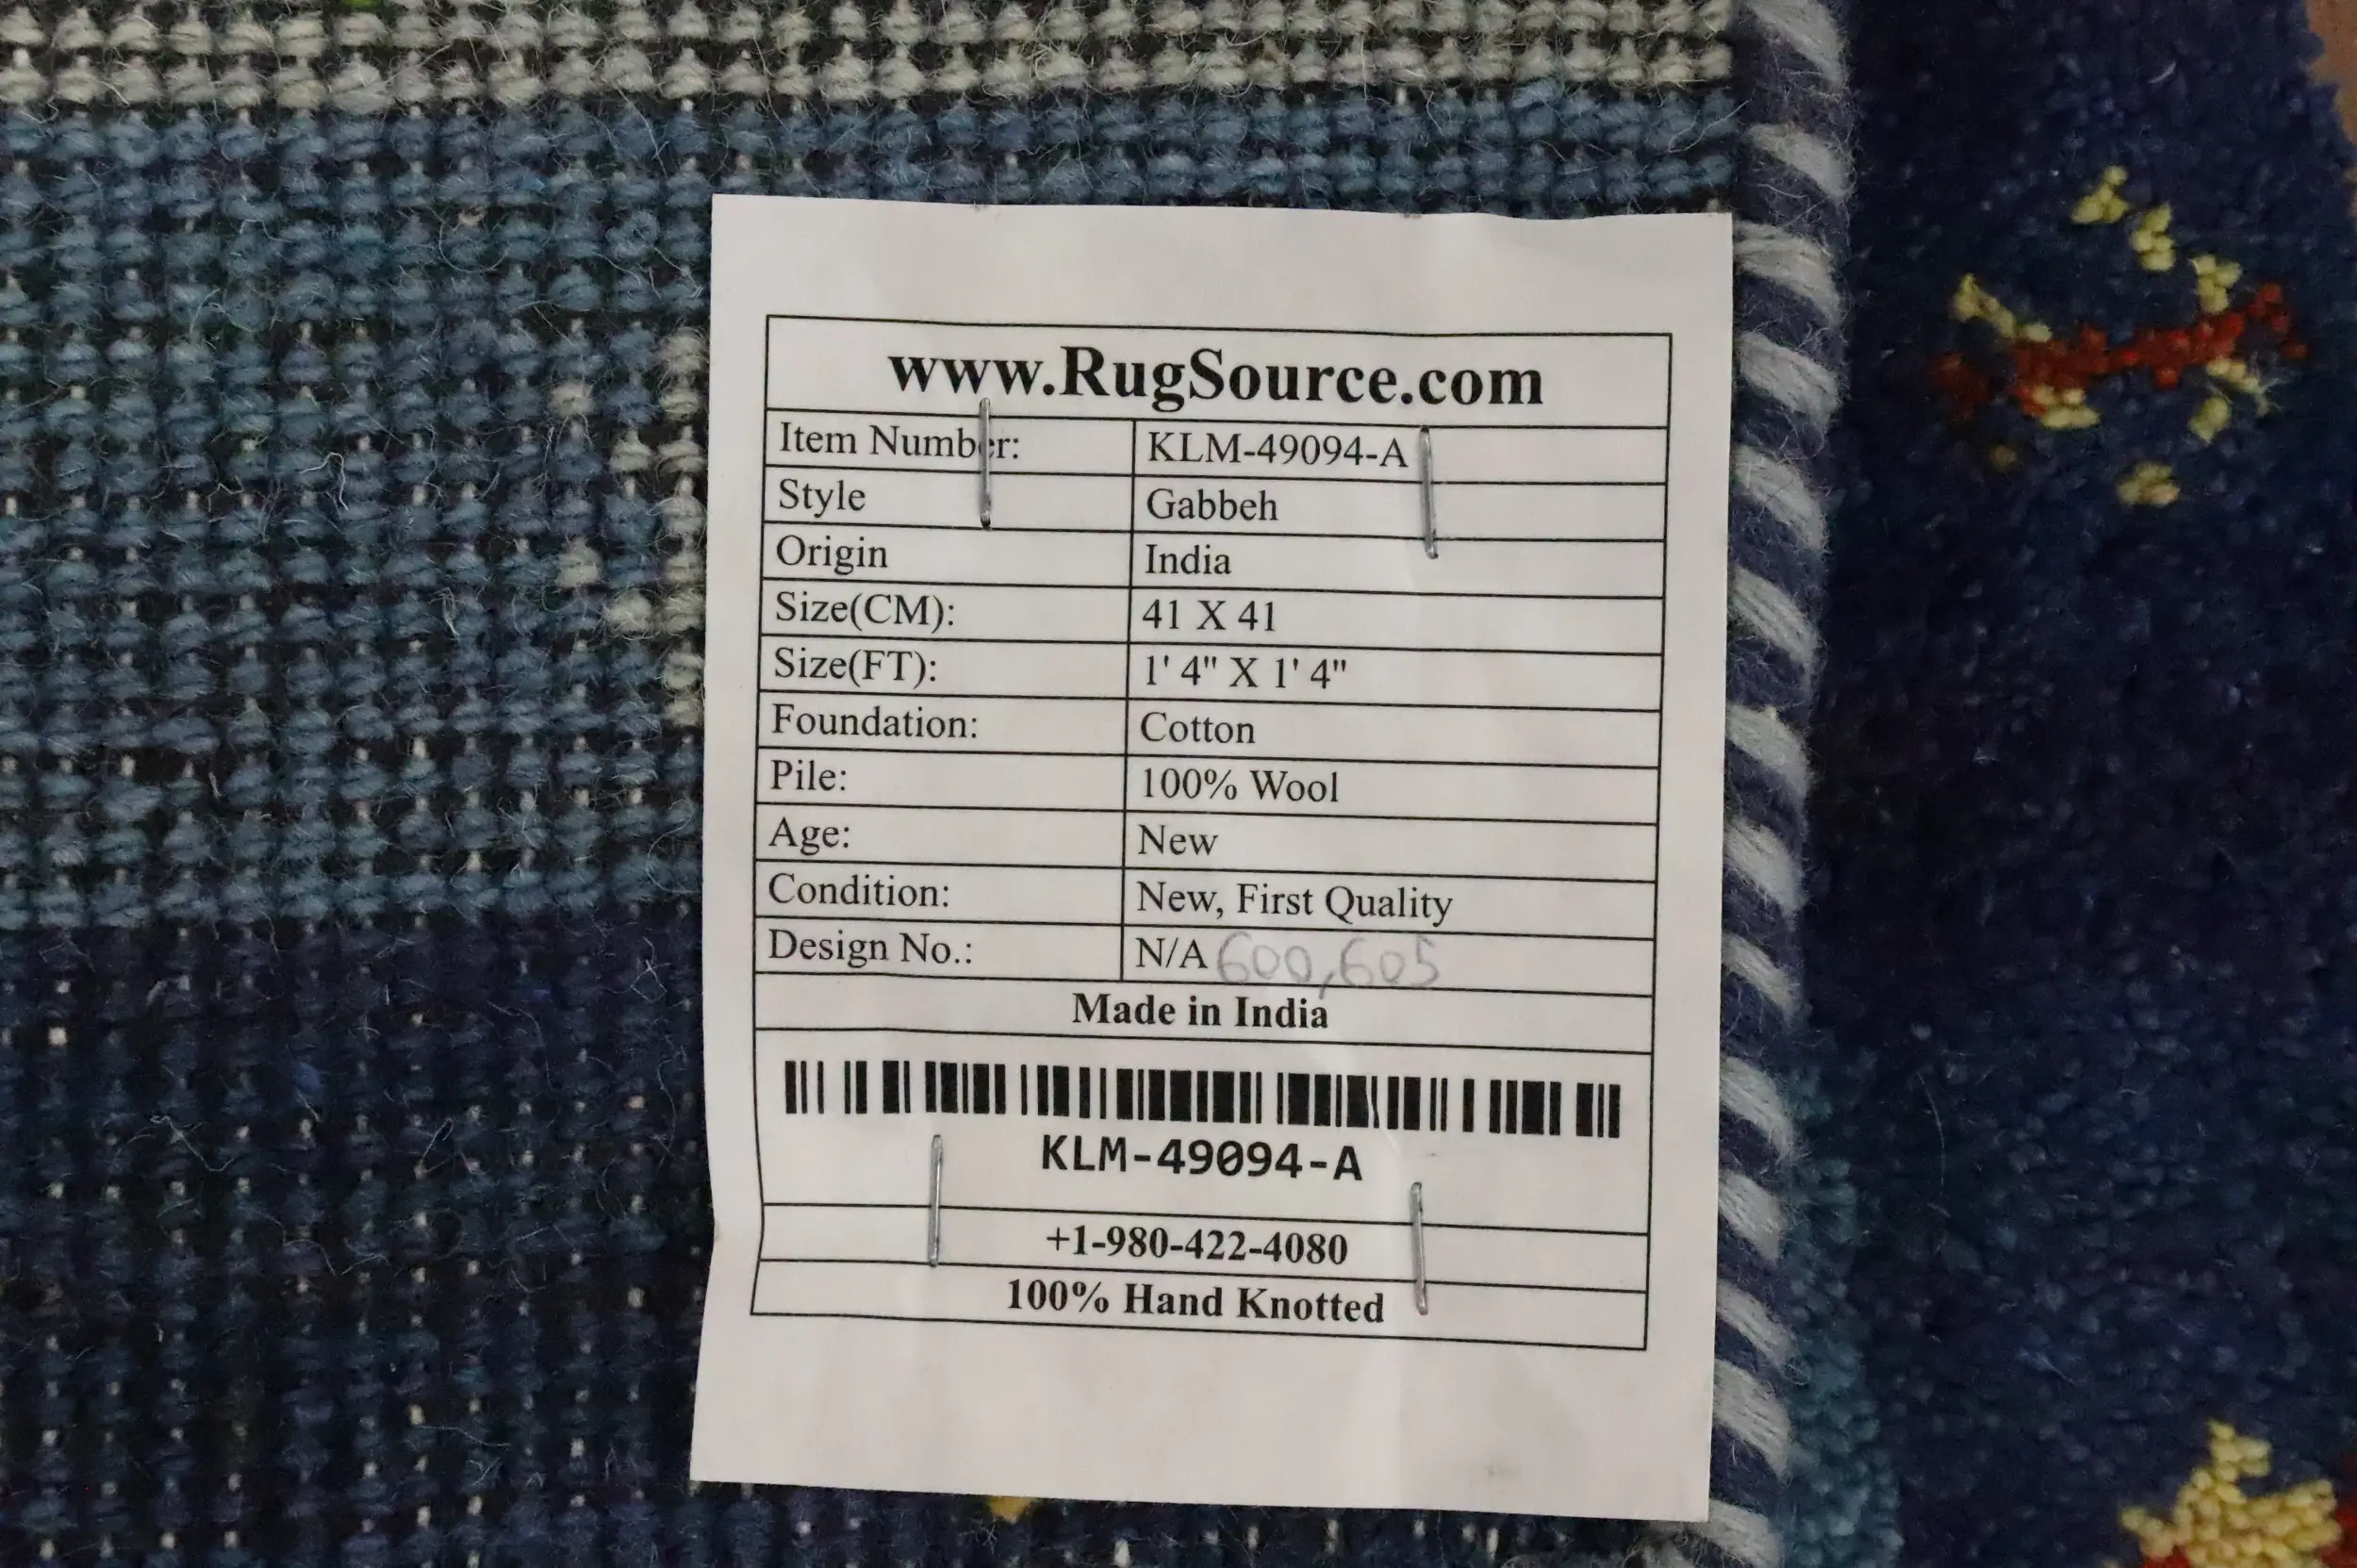 www.RugSource.com
Item Number: KLM-49094-A
Style Gabbeh
Origin India
Size(CM): 41 X 41
Size(FT): 1' 4" X 1' 4"
Foundation: Cotton
Pile: 100% Wool
Age: New
Condition: New, First Quality
Design No.: N/A 600,605
Made in India
KLM-49094-A
+1-980-422-4080
100% Hand Knotted